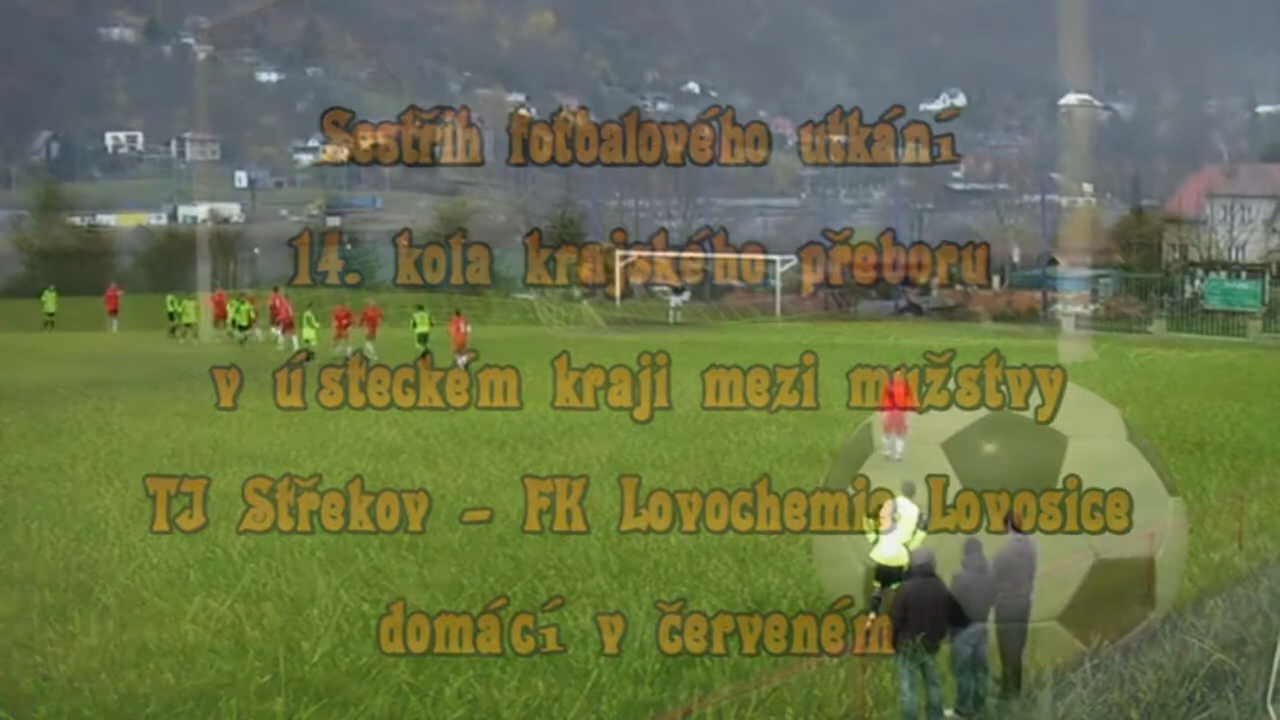 Sestřih fotbalového utkání
14. kola krajského přeboru
v ústeckém kraji mezi mužstvy
TJ Střekov - FK Lovochemie Lovosice
domácí v červeném